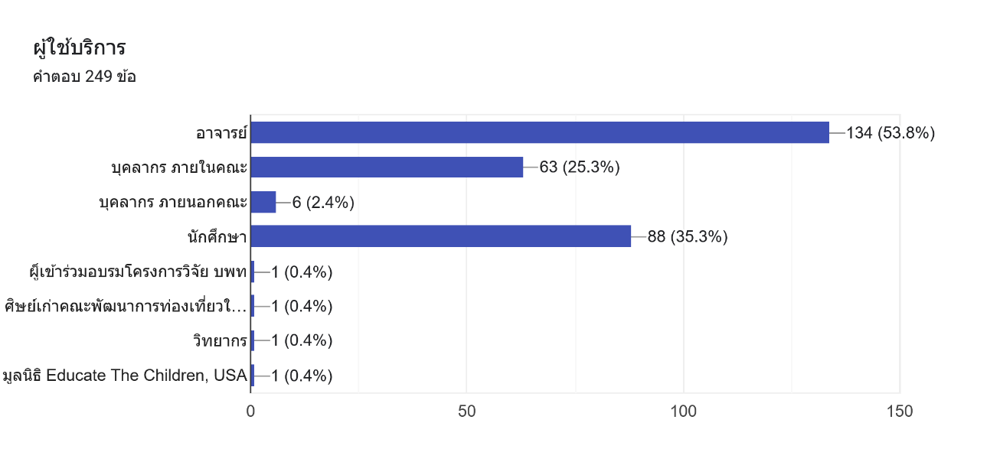 ผู้ใช้บริการ
คำตอบ 249 ข้อ
อาจารย์ 134 (53.8%)
บุคลากร ภายในคณะ 63 (25.3%)
บุคลากร ภายนอกคณะ 6 (2.4%)
นักศึกษา 88 (35.3%)
ผู็เข้าร่วมอบรมโครงการวิจัย บพท 1 (0.4%)
ศิษย์เก่าคณะพัฒนาการท่องเที่ยวใ… 1 (0.4%)
วิทยากร 1 (0.4%)
มูลนิธิ Educate The Children, USA 1 (0.4%)
0 50 100 150